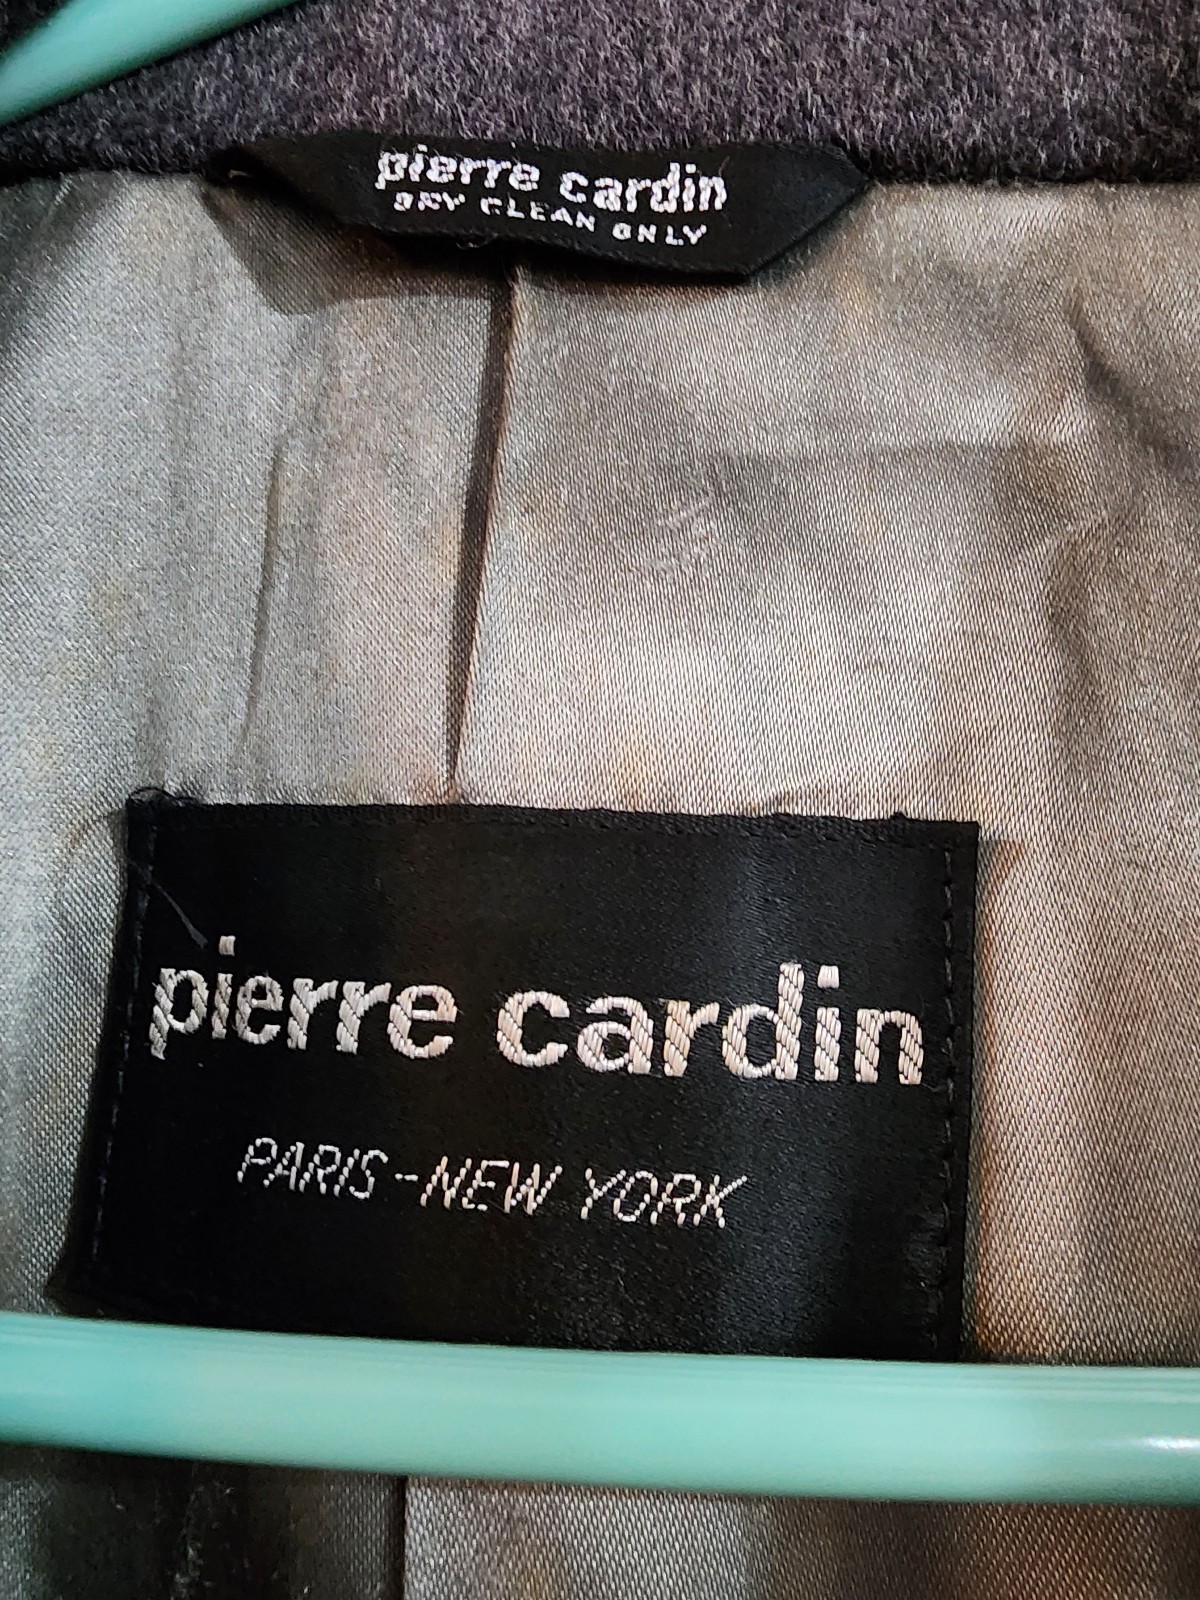 pierre cardin
DRY CLEAN ONLY
pierre cardin
PARIS-NEW YORK